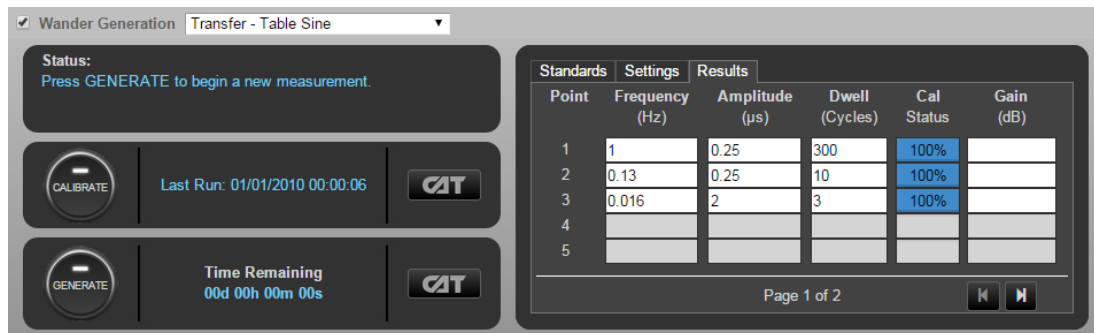 Wander Generation Transfer - Table Sine
Status:
Press GENERATE to begin a new measurement.
CALIBRATE Last Run: 01/01/2010 00:00:06 CAT
GENERATE Time Remaining
00d 00h 00m 00s CAT
Standards Settings Results
Point Frequency Amplitude Dwell Cal Gain
(Hz) (µs) (Cycles) Status (dB)
1 1 0.25 300 100%
2 0.13 0.25 10 100%
3 0.016 2 3 100%
4
5
Page 1 of 2